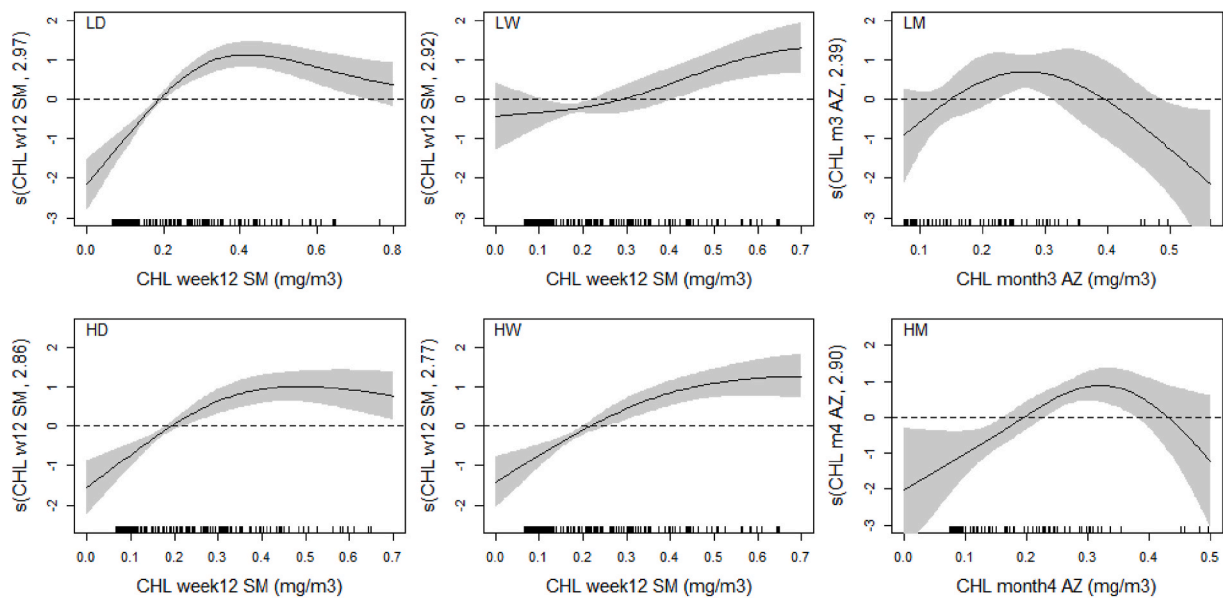 LD
s(CHL w12 SM, 2.97)
2
1
0
-1
-2
-3
0.0 0.2 0.4 0.6 0.8
CHL week12 SM (mg/m3)
LW
s(CHL w12 SM, 2.92)
2
1
0
-1
-2
-3
0.0 0.1 0.2 0.3 0.4 0.5 0.6 0.7
CHL week12 SM (mg/m3)
LM
s(CHL m3 AZ, 2.39)
2
1
0
-1
-2
-3
0.1 0.2 0.3 0.4 0.5
CHL month3 AZ (mg/m3)
HD
s(CHL w12 SM, 2.86)
2
1
0
-1
-2
0.0 0.1 0.2 0.3 0.4 0.5 0.6 0.7
CHL week12 SM (mg/m3)
HW
s(CHL w12 SM, 2.77)
2
1
0
-1
-2
0.0 0.1 0.2 0.3 0.4 0.5 0.6 0.7
CHL week12 SM (mg/m3)
HM
s(CHL m4 AZ, 2.90)
2
1
0
-1
-2
-3
0.0 0.1 0.2 0.3 0.4 0.5
CHL month4 AZ (mg/m3)